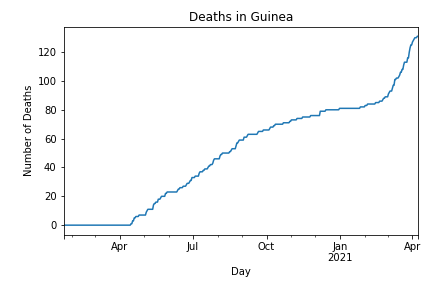 Deaths in Guinea
Number of Deaths
120
100
80
60
40
20
0
Apr
Jul
Oct
Jan
2021
Apr
Day